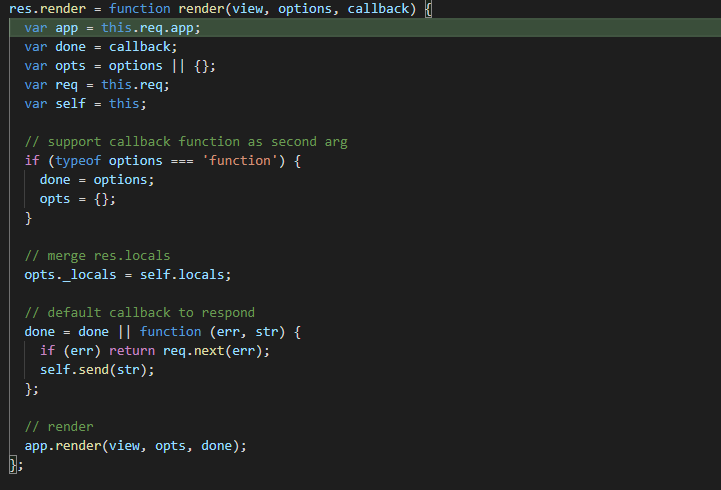 res.render = function render(view, options, callback) {
  var app = this.req.app;
  var done = callback;
  var opts = options || {};
  var req = this.req;
  var self = this;
  // support callback function as second arg
  if (typeof options === 'function') {
    done = options;
    opts = {};
  }
  // merge res.locals
  opts._locals = self.locals;
  // default callback to respond
  done = done || function (err, str) {
    if (err) return req.next(err);
    self.send(str);
  };
  // render
  app.render(view, opts, done);
};